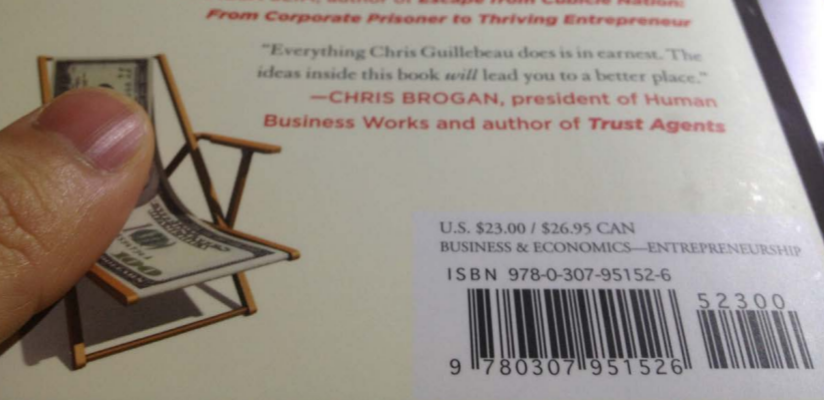 author of Escape from Cubicle Nation:
From Corporate Prisoner to Thriving Entrepreneur
"Everything Chris Guillebeau does is in earnest. The
ideas inside this book will lead you to a better place."
—CHRIS BROGAN, president of Human
Business Works and author of Trust Agents
100
U.S. $23.00 / $26.95 CAN
BUSINESS & ECONOMICS—ENTREPRENEURSHIP
ISBN 978-0-307-95152-6
52300
9 780307 951526